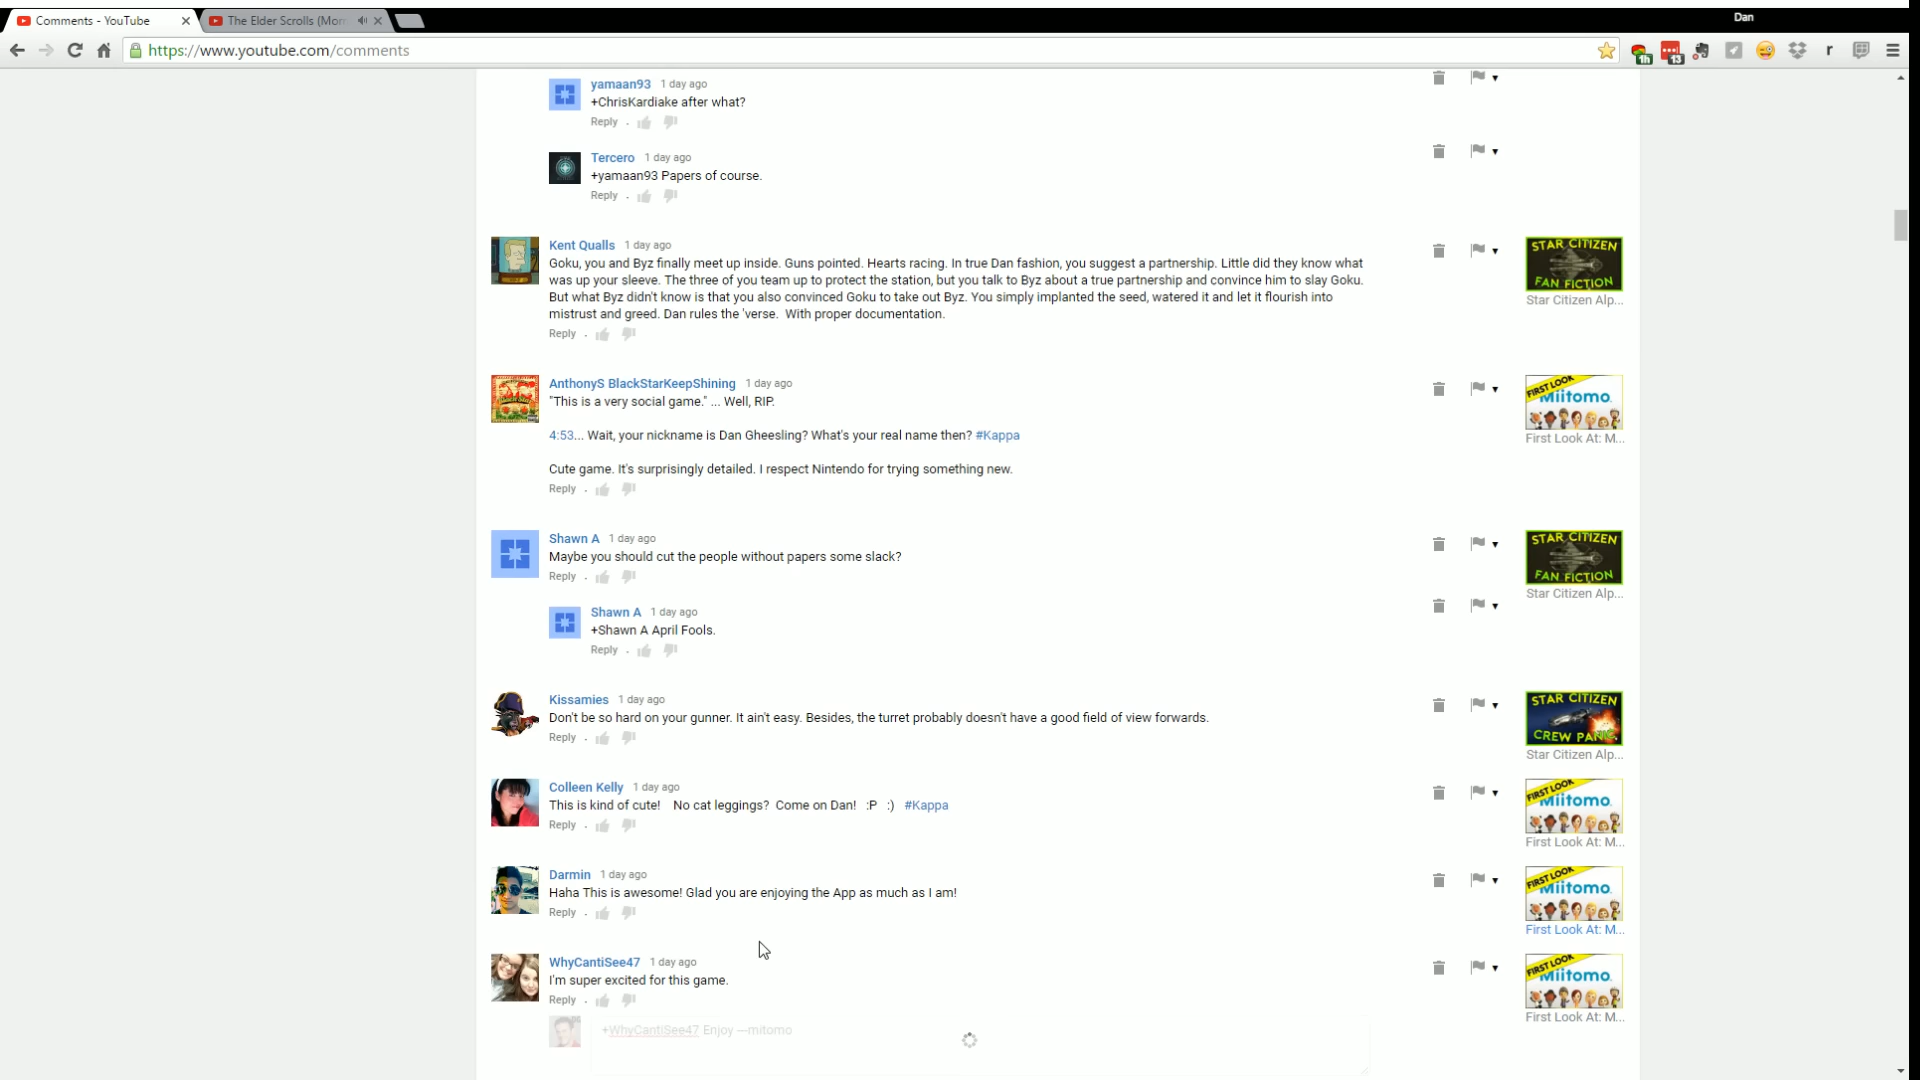 Dan
Comments - YouTube
The Elder Scrolls (Mor
https://www.youtube.com/comments
1h
13
r
yamaan93 1 day ago
+ChrisKardiake after what?
Reply
Tercero 1 day ago
+yamaan93 Papers of course.
Reply
Kent Qualls 1 day ago
Goku, you and Byz finally meet up inside. Guns pointed. Hearts racing. In true Dan fashion, you suggest a partnership. Little did they know what
was up your sleeve. The three of you team up to protect the station, but you talk to Byz about a true partnership and convince him to slay Goku.
But what Byz didn't know is that you also convinced Goku to take out Byz. You simply implanted the seed, watered it and let it flourish into
mistrust and greed. Dan rules the 'verse. With proper documentation.
Reply
STAR CITIZEN
FAN FICTION
Star Citizen Alp...
AnthonyS BlackStarKeepShining 1 day ago
"This is a very social game." ... Well, RIP.
4:53... Wait, your nickname is Dan Gheesling? What's your real name then? #Kappa
Cute game. It's surprisingly detailed. I respect Nintendo for trying something new.
Reply
FIRST LOOK
Miitomo
First Look At: M...
Shawn A 1 day ago
Maybe you should cut the people without papers some slack?
Reply
STAR CITIZEN
FAN FICTION
Star Citizen Alp...
Shawn A 1 day ago
+Shawn A April Fools.
Reply
Kissamies 1 day ago
Don't be so hard on your gunner. It ain't easy. Besides, the turret probably doesn't have a good field of view forwards.
Reply
STAR CITIZEN
CREW PANIC
Star Citizen Alp...
Colleen Kelly 1 day ago
This is kind of cute! No cat leggings? Come on Dan! :P :) #Kappa
Reply
FIRST LOOK
Miitomo
First Look At: M...
Darmin 1 day ago
Haha This is awesome! Glad you are enjoying the App as much as I am!
Reply
FIRST LOOK
Miitomo
First Look At: M...
WhyCantiSee47 1 day ago
I'm super excited for this game.
Reply
FIRST LOOK
Miitomo
First Look At: M...
+WhyCantiSee47 Enjoy ---mitomo